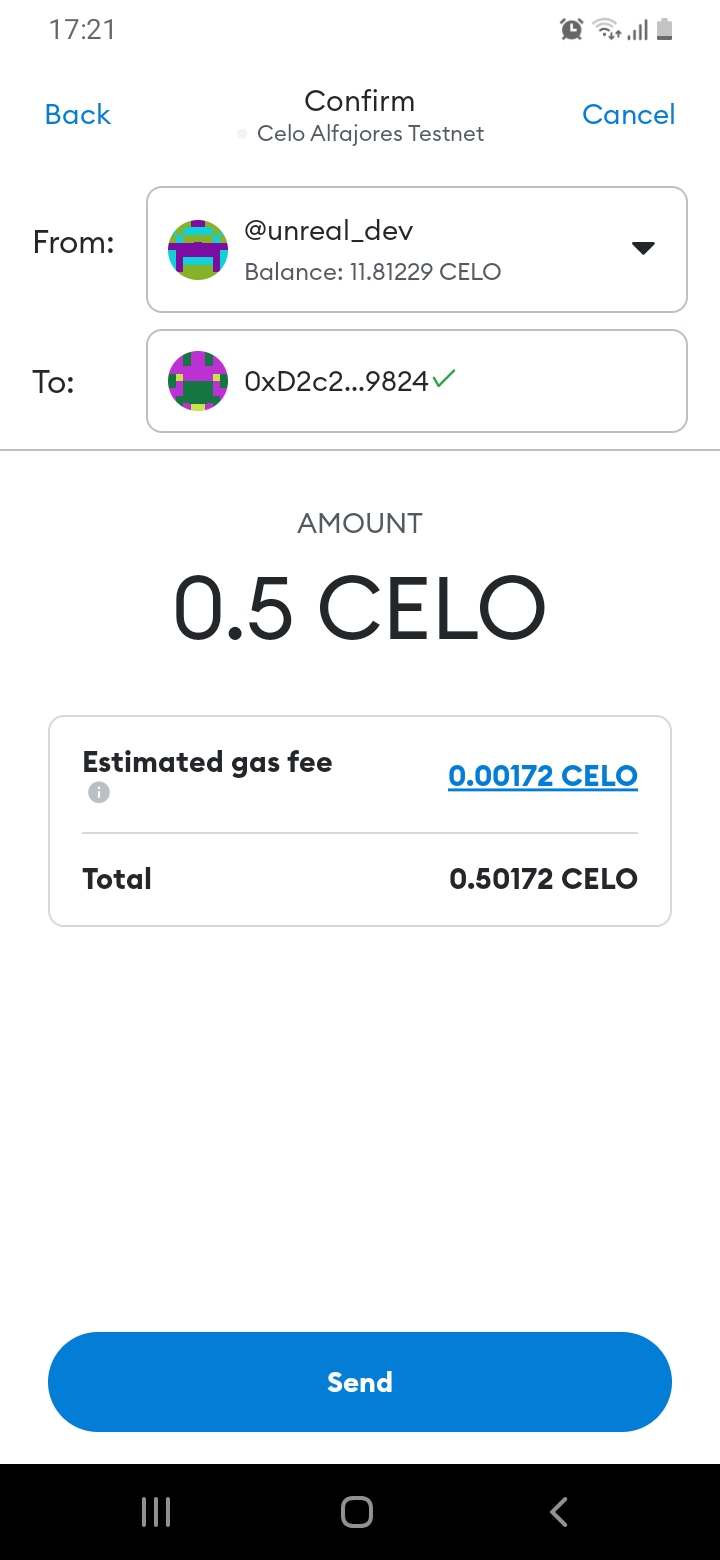 17:21
Back
Confirm
Cancel
Celo Alfajores Testnet
From:
@unreal_dev
Balance: 11.81229 CELO
To:
0xD2c2...9824
AMOUNT
0.5 CELO
Estimated gas fee
0.00172 CELO
Total
0.50172 CELO
Send